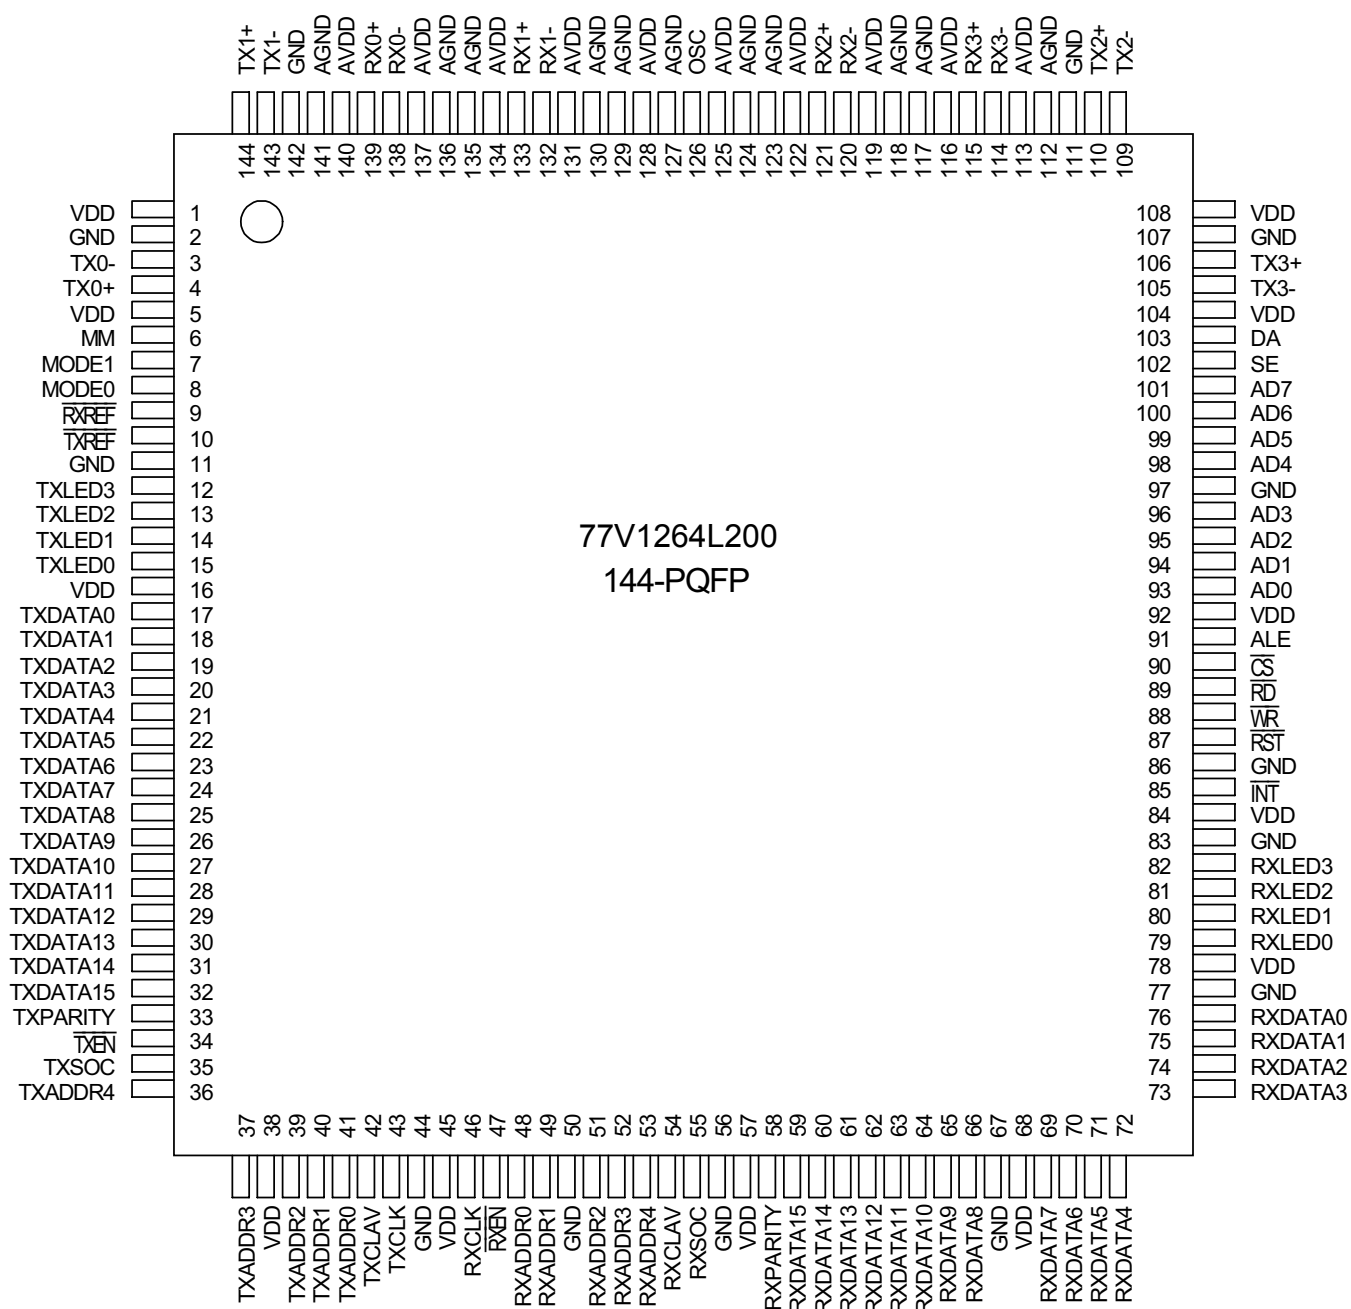 TX1+ TX1- GND AGND AVDD RX0+ RX0- AVDD AGND AGND AVDD RX1+ RX1- AVDD AGND AGND AVDD AGND OSC AVDD AGND AGND AVDD RX2+ RX2- AVDD AGND AGND AVDD RX3+ RX3- AVDD AGND GND TX2+ TX2-
144 143 142 141 140 139 138 137 136 135 134 133 132 131 130 129 128 127 126 125 124 123 122 121 120 119 118 117 116 115 114 113 112 111 110 109
VDD 1 108 VDD
GND 2 107 GND
TX0- 3 106 TX3+
TX0+ 4 105 TX3-
VDD 5 104 VDD
MM 6 103 DA
MODE1 7 102 SE
MODE0 8 101 AD7
RXREF 9 100 AD6
TXREF 10 99 AD5
GND 11 98 AD4
TXLED3 12 97 GND
TXLED2 13 96 AD3
TXLED1 14 95 AD2
TXLED0 15 94 AD1
VDD 16 93 AD0
TXDATA0 17 92 VDD
TXDATA1 18 91 ALE
TXDATA2 19 90 CS
TXDATA3 20 89 RD
TXDATA4 21 88 WR
TXDATA5 22 87 RST
TXDATA6 23 86 GND
TXDATA7 24 85 INT
TXDATA8 25 84 VDD
TXDATA9 26 83 GND
TXDATA10 27 82 RXLED3
TXDATA11 28 81 RXLED2
TXDATA12 29 80 RXLED1
TXDATA13 30 79 RXLED0
TXDATA14 31 78 VDD
TXDATA15 32 77 GND
TXPARITY 33 76 RXDATA0
TXEN 34 75 RXDATA1
TXSOC 35 74 RXDATA2
TXADDR4 36 73 RXDATA3
77V1264L200
144-PQFP
37 38 39 40 41 42 43 44 45 46 47 48 49 50 51 52 53 54 55 56 57 58 59 60 61 62 63 64 65 66 67 68 69 70 71 72
TXADDR3 VDD TXADDR2 TXADDR1 TXADDR0 TXCLAV TXCLK GND VDD RXCLK RXEN RXADDR0 RXADDR1 GND RXADDR2 RXADDR3 RXADDR4 RXCLAV RXSOC GND VDD RXPARITY RXDATA15 RXDATA14 RXDATA13 RXDATA12 RXDATA11 RXDATA10 RXDATA9 RXDATA8 GND VDD RXDATA7 RXDATA6 RXDATA5 RXDATA4